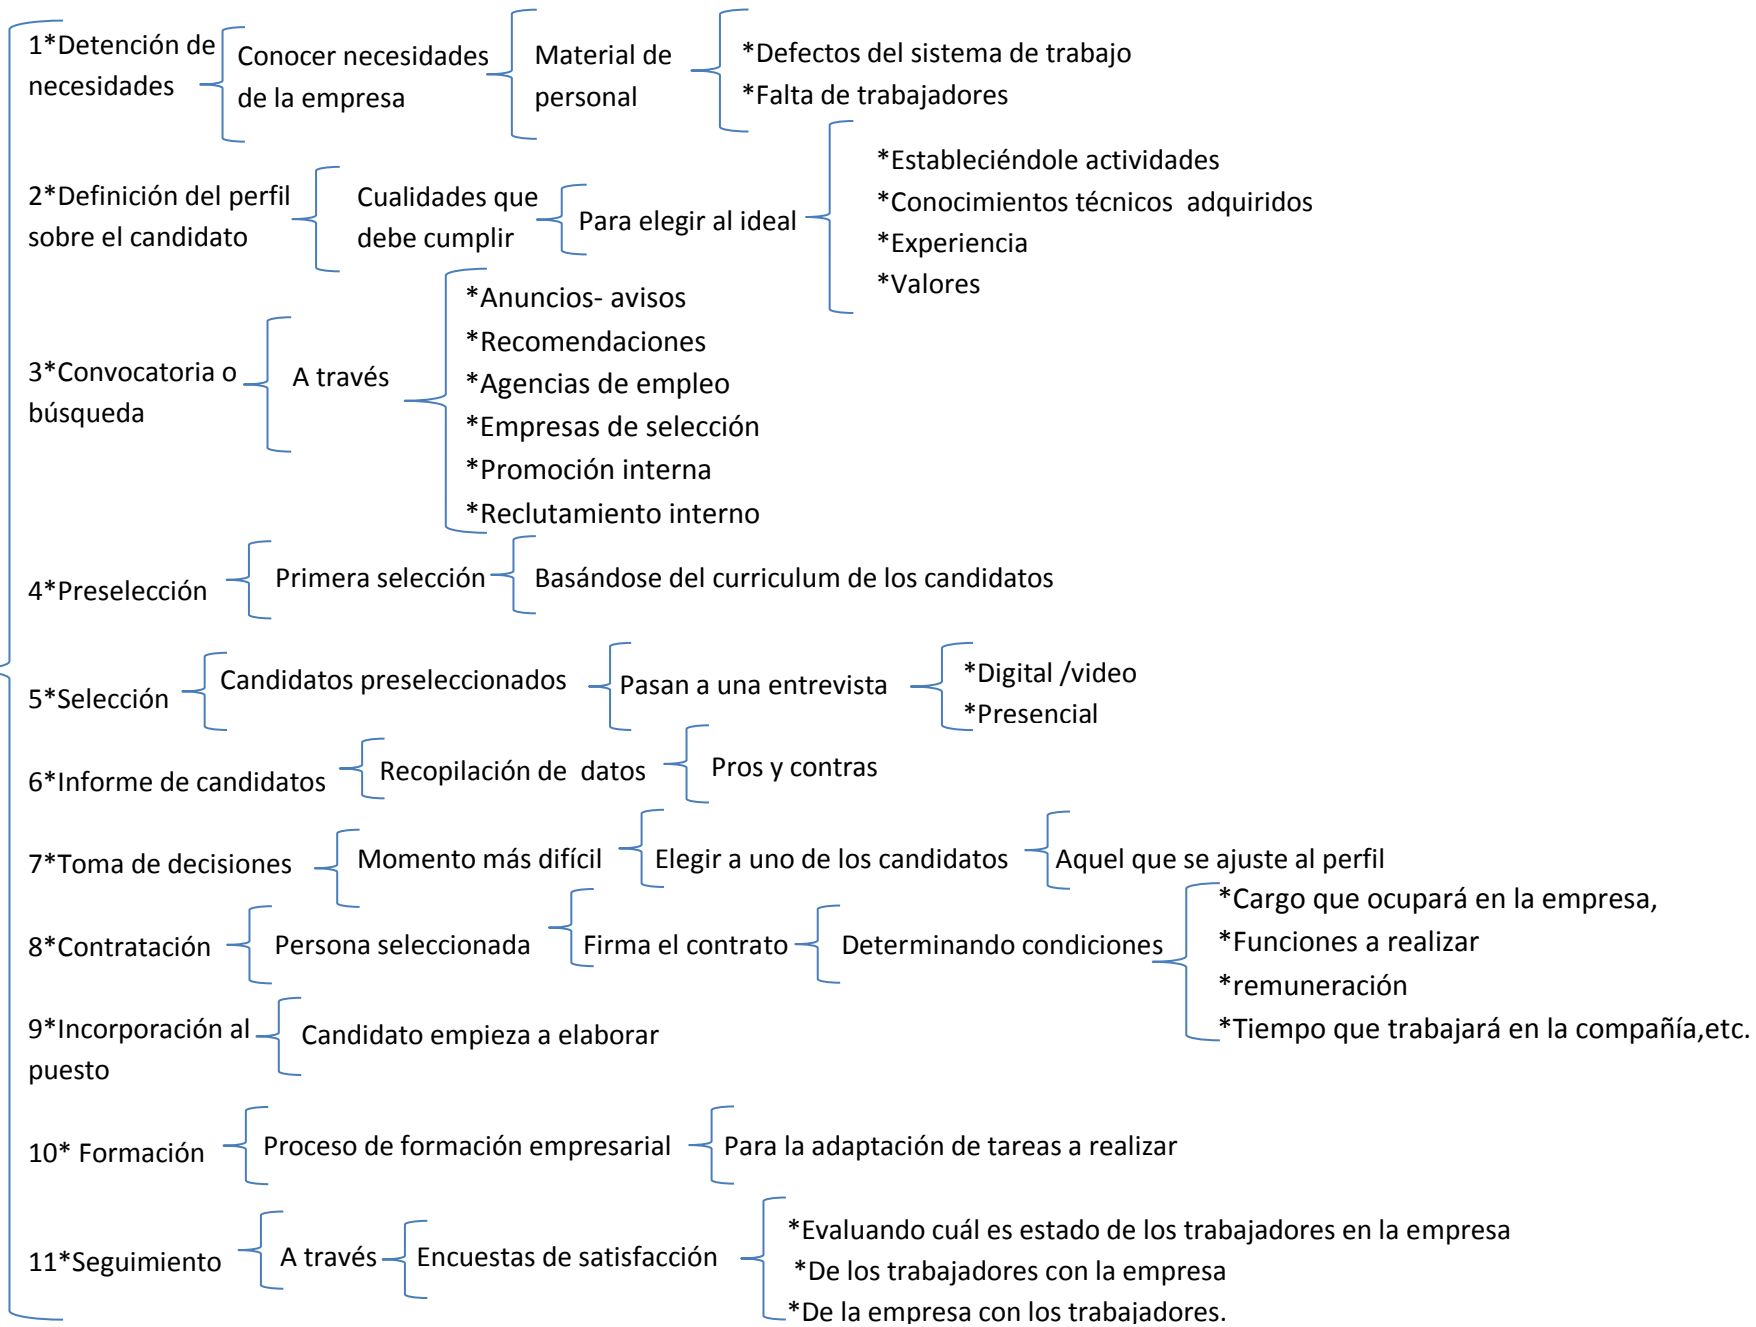 1*Detención de
necesidades
Conocer necesidades
de la empresa
Material de
personal
*Defectos del sistema de trabajo
*Falta de trabajadores
2*Definición del perfil
sobre el candidato
Cualidades que
debe cumplir
Para elegir al ideal
*Estableciéndole actividades
*Conocimientos técnicos  adquiridos
*Experiencia
*Valores
3*Convocatoria o
búsqueda
A través
*Anuncios- avisos
*Recomendaciones
*Agencias de empleo
*Empresas de selección
*Promoción interna
*Reclutamiento interno
4*Preselección
Primera selección
Basándose del curriculum de los candidatos
5*Selección
Candidatos preseleccionados
Pasan a una entrevista
*Digital /video
*Presencial
6*Informe de candidatos
Recopilación de  datos
Pros y contras
7*Toma de decisiones
Momento más difícil
Elegir a uno de los candidatos
Aquel que se ajuste al perfil
8*Contratación
Persona seleccionada
Firma el contrato
Determinando condiciones
*Cargo que ocupará en la empresa,
*Funciones a realizar
*remuneración
*Tiempo que trabajará en la compañía,etc.
9*Incorporación al
puesto
Candidato empieza a elaborar
10* Formación
Proceso de formación empresarial
Para la adaptación de tareas a realizar
11*Seguimiento
A través
Encuestas de satisfacción
*Evaluando cuál es estado de los trabajadores en la empresa
*De los trabajadores con la empresa
*De la empresa con los trabajadores.